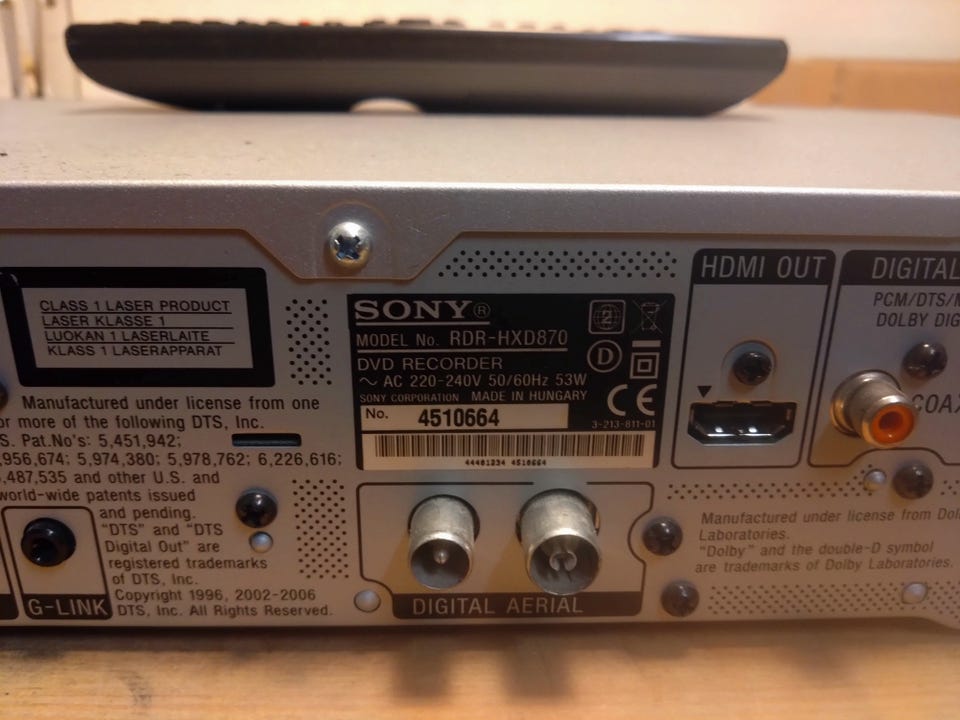 CLASS 1 LASER PRODUCT
LASER KLASSE 1
LUOKAN 1 LASERLAITE
KLASS 1 LASERAPPARAT
Manufactured under license from one
or more of the following DTS, Inc.
S. Pat.No's: 5,451,942;
,956,674; 5,974,380; 5,978,762; 6,226,616;
,487,535 and other U.S. and
world-wide patents issued
and pending.
"DTS" and "DTS
Digital Out" are
registered trademarks
of DTS, Inc.
Copyright 1996, 2002-2006
DTS, Inc. All Rights Reserved.
G-LINK
SONY®
MODEL No. RDR-HXD870
DVD RECORDER
~ AC 220-240V 50/60Hz 53W
SONY CORPORATION MADE IN HUNGARY
No. 4510664
44401234 4510664
2
D
CE
3-213-811-01
DIGITAL AERIAL
HDMI OUT
DIGITAL
PCM/DTS/M
DOLBY DIG
COAX
Manufactured under license from Dol
Laboratories.
"Dolby" and the double-D symbol
are trademarks of Dolby Laboratories.